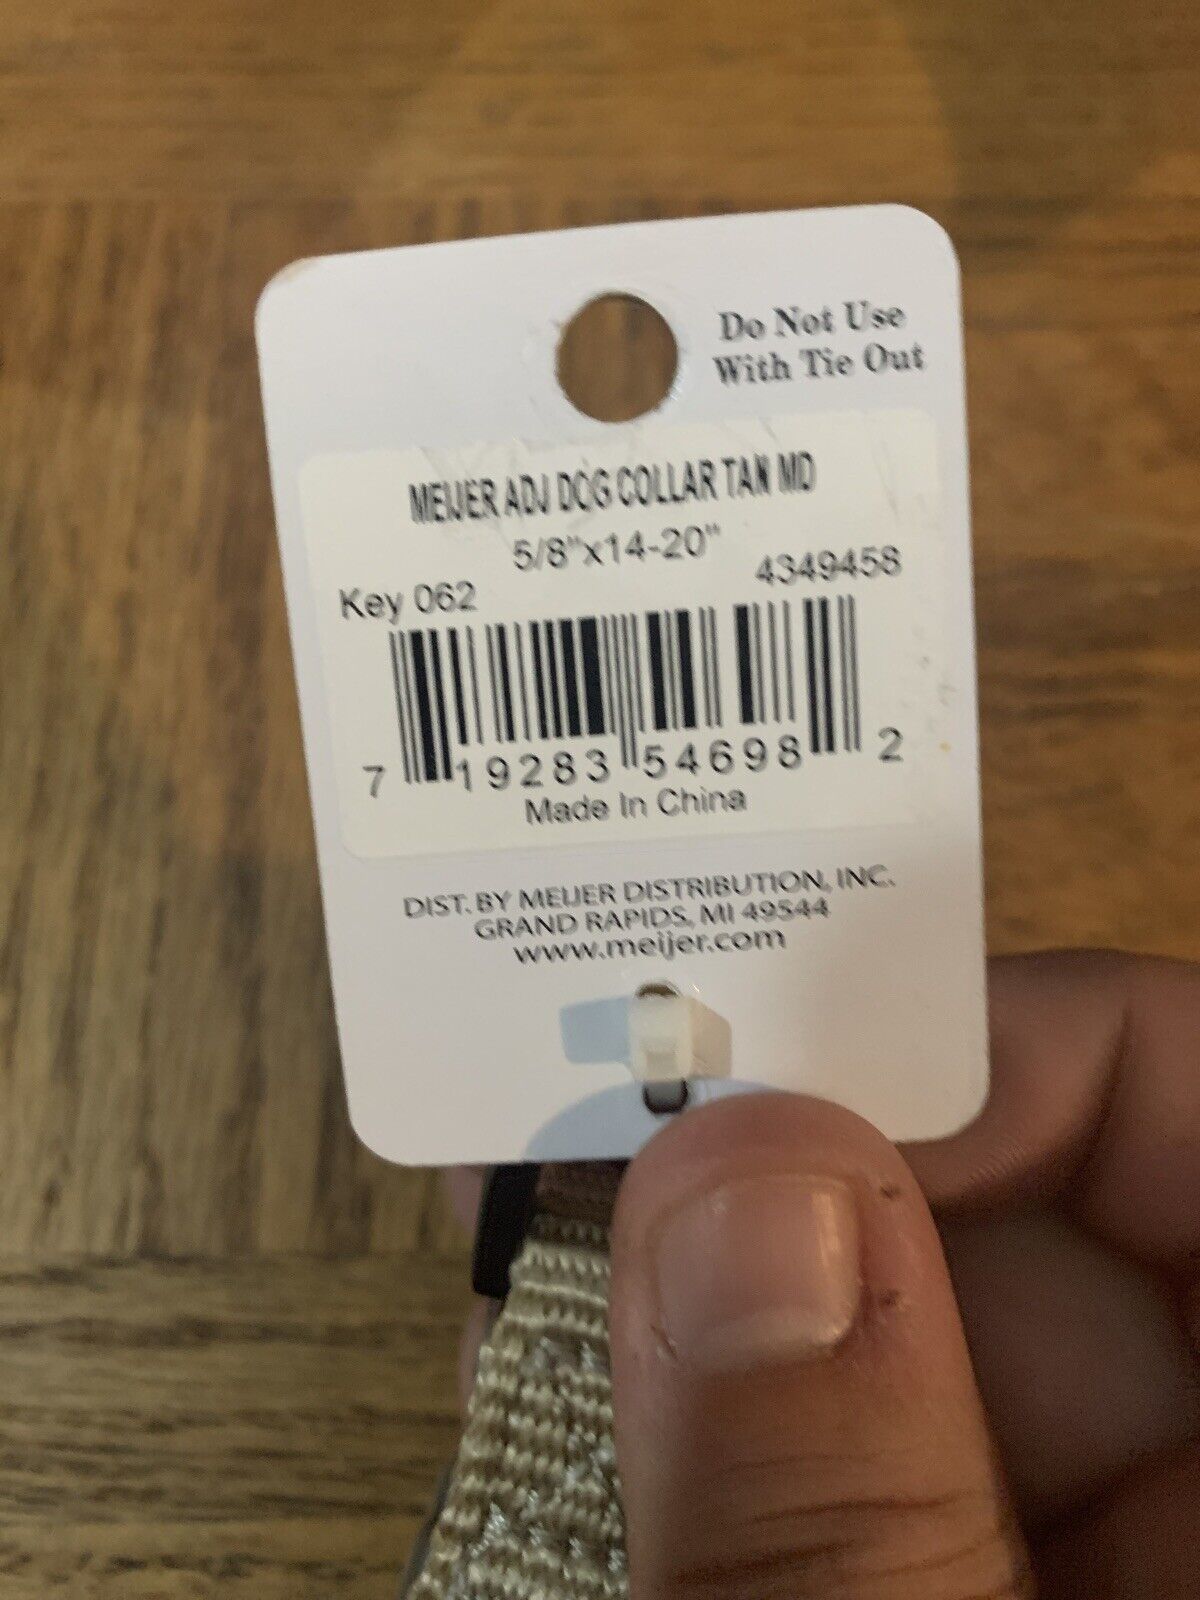 Do Not Use
With Tie Out
MEIJER ADJ DOG COLLAR TAN MD
5/8"x14-20"
Key 062 4349458
7 19283 54698 2
Made In China
DIST. BY MEIJER DISTRIBUTION, INC.
GRAND RAPIDS, MI 49544
www.meijer.com